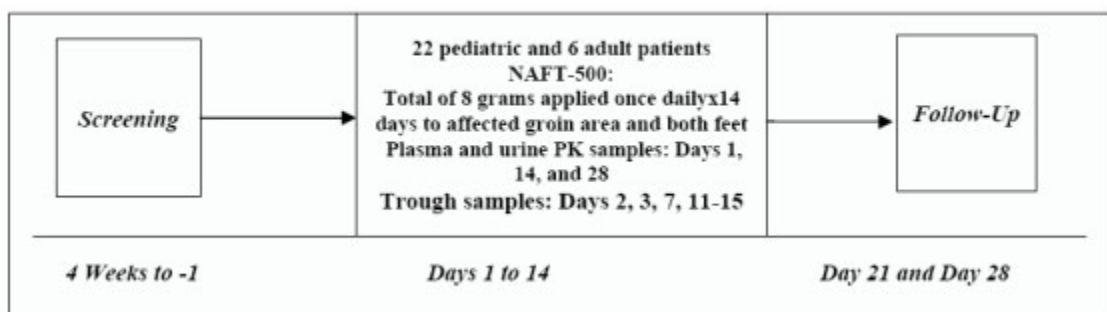 Screening
22 pediatric and 6 adult patients
NAFT-500:
Total of 8 grams applied once dailyx14
days to affected groin area and both feet
Plasma and urine PK samples: Days 1,
14, and 28
Trough samples: Days 2, 3, 7, 11-15
Follow-Up
4 Weeks to -1
Days 1 to 14
Day 21 and Day 28